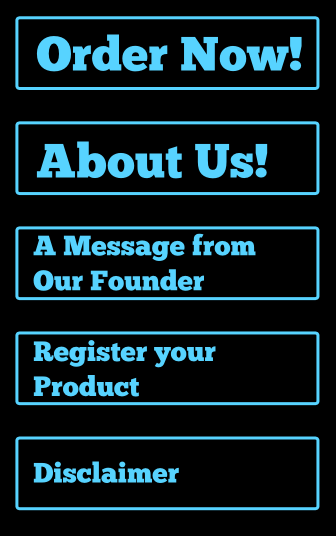 Order Now!
About Us!
A Message from
Our Founder
Register your
Product
Disclaimer